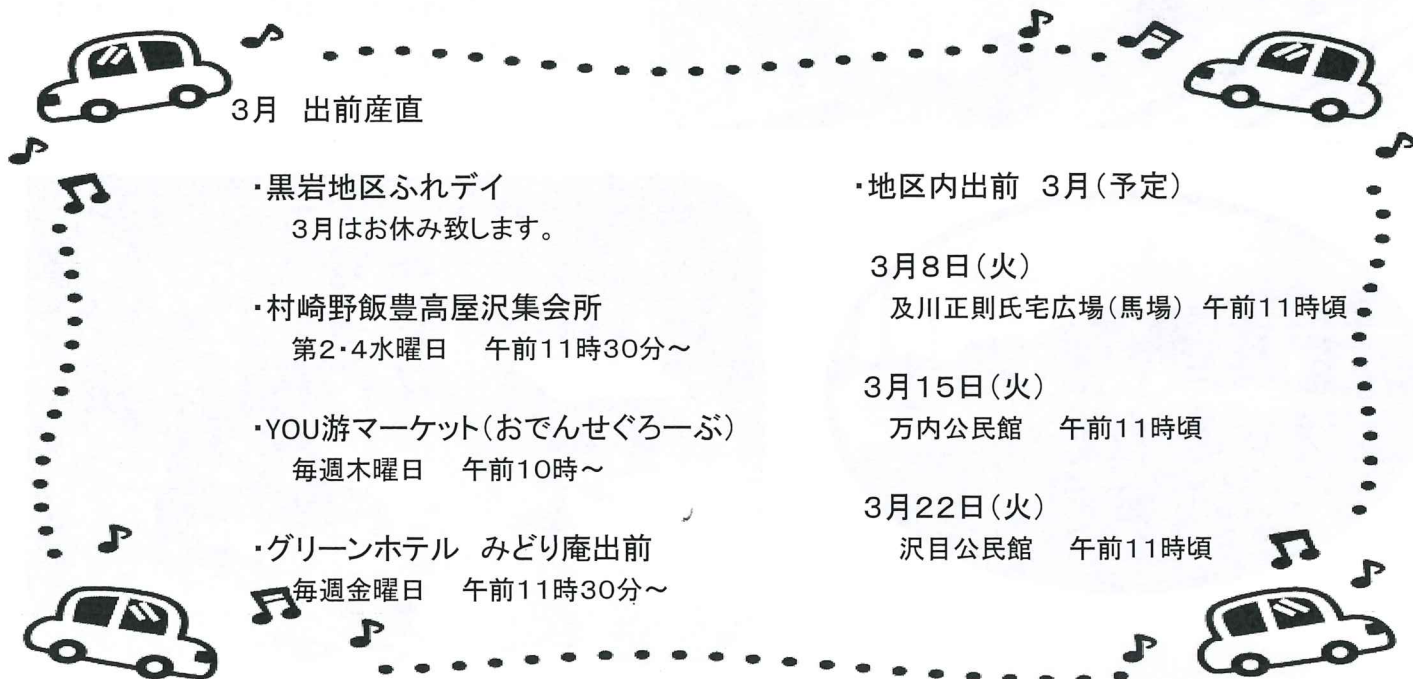 3月 出前産直
・黒岩地区ふれデイ
3月はお休み致します。
・村崎野飯豊高屋沢集会所
第2・4水曜日 午前11時30分～
・YOU游マーケット(おでんせぐろーぶ)
毎週木曜日 午前10時～
・グリーンホテル みどり庵出前
毎週金曜日 午前11時30分～
・地区内出前 3月(予定)
3月8日(火)
及川正則氏宅広場(馬場) 午前11時頃
3月15日(火)
万内公民館 午前11時頃
3月22日(火)
沢目公民館 午前11時頃